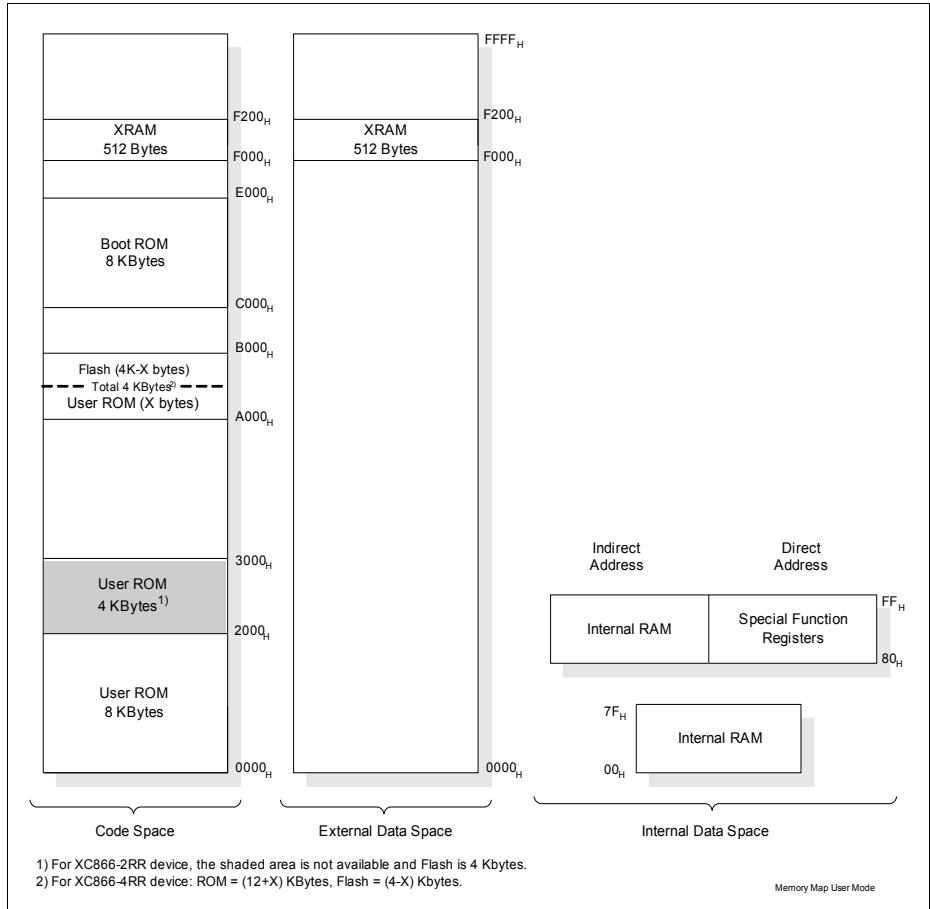 FFFFH
F200H
XRAM
512 Bytes
F000H
E000H
Boot ROM
8 KBytes
C000H
B000H
Flash (4K-X bytes)
Total 4 KBytes2)
User ROM (X bytes)
A000H
3000H
User ROM
4 KBytes1)
2000H
User ROM
8 KBytes
0000H
Code Space
F200H
XRAM
512 Bytes
F000H
0000H
External Data Space
Indirect
Address
Direct
Address
Internal RAM
Special Function
Registers
FFH
80H
7FH
Internal RAM
00H
Internal Data Space
1) For XC866-2RR device, the shaded area is not available and Flash is 4 Kbytes.
2) For XC866-4RR device: ROM = (12+X) KBytes, Flash = (4-X) Kbytes.
Memory Map User Mode